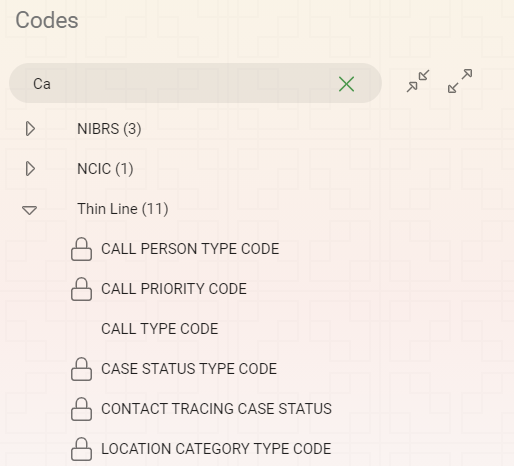 Codes
Ca
NIBRS (3)
NCIC (1)
Thin Line (11)
CALL PERSON TYPE CODE
CALL PRIORITY CODE
CALL TYPE CODE
CASE STATUS TYPE CODE
CONTACT TRACING CASE STATUS
LOCATION CATEGORY TYPE CODE